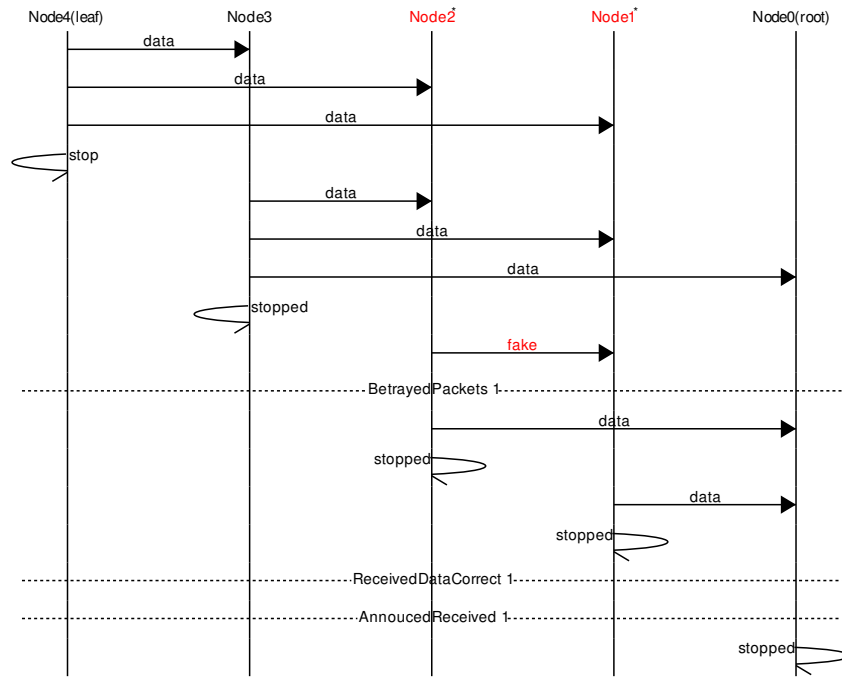 Node4(leaf) Node3 Node2* Node1* Node0(root)
data
data
data
stop
data
data
data
stopped
fake
BetrayedPackets 1
data
stopped
data
stopped
ReceivedDataCorrect 1
AnnoucedReceived 1
stopped